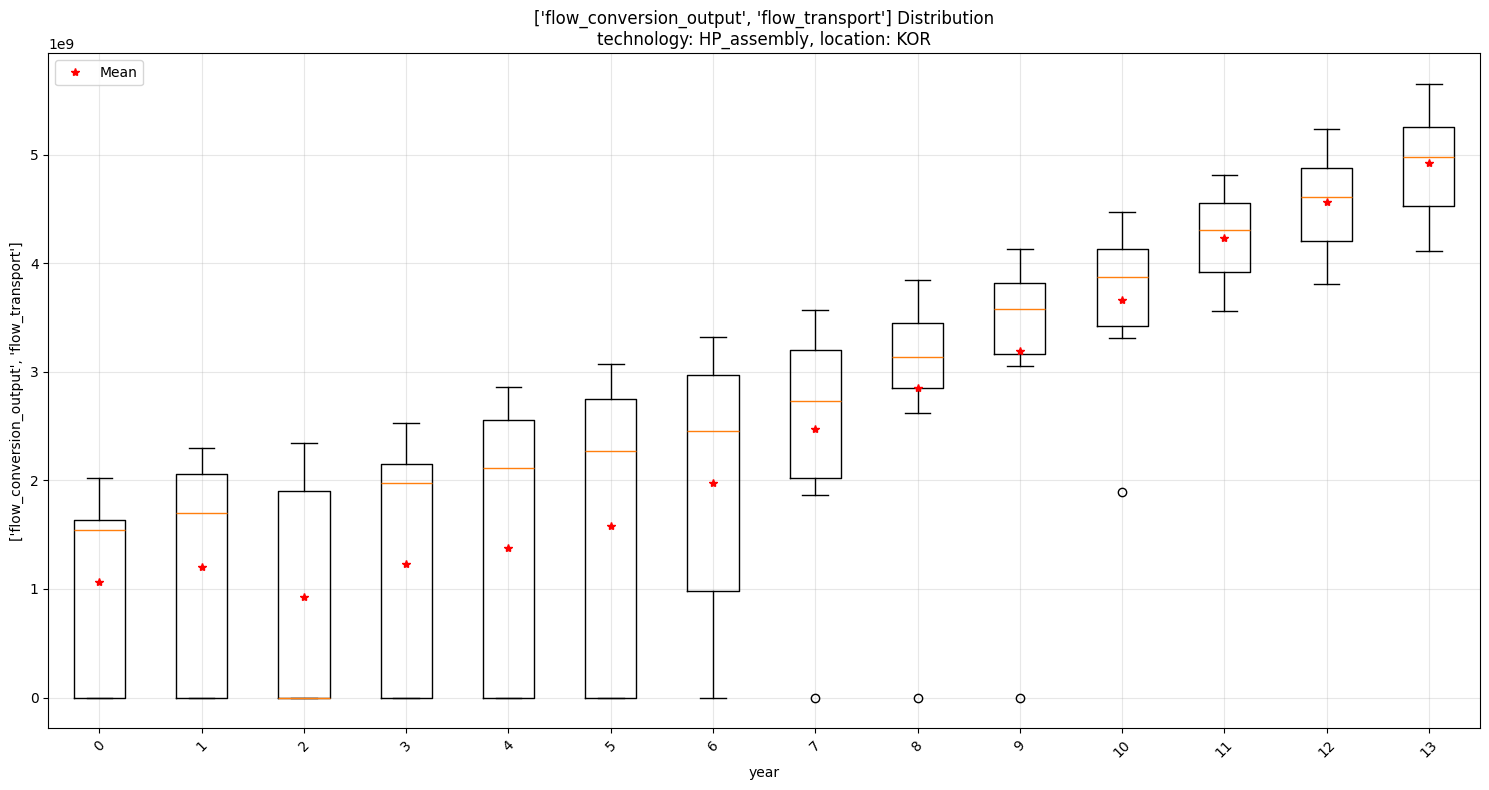 ['flow_conversion_output', 'flow_transport'] Distribution
technology: HP_assembly, location: KOR
1e9
Mean
['flow_conversion_output', 'flow_transport']
5
4
3
2
1
0
0 1 2 3 4 5 6 7 8 9 10 11 12 13
year